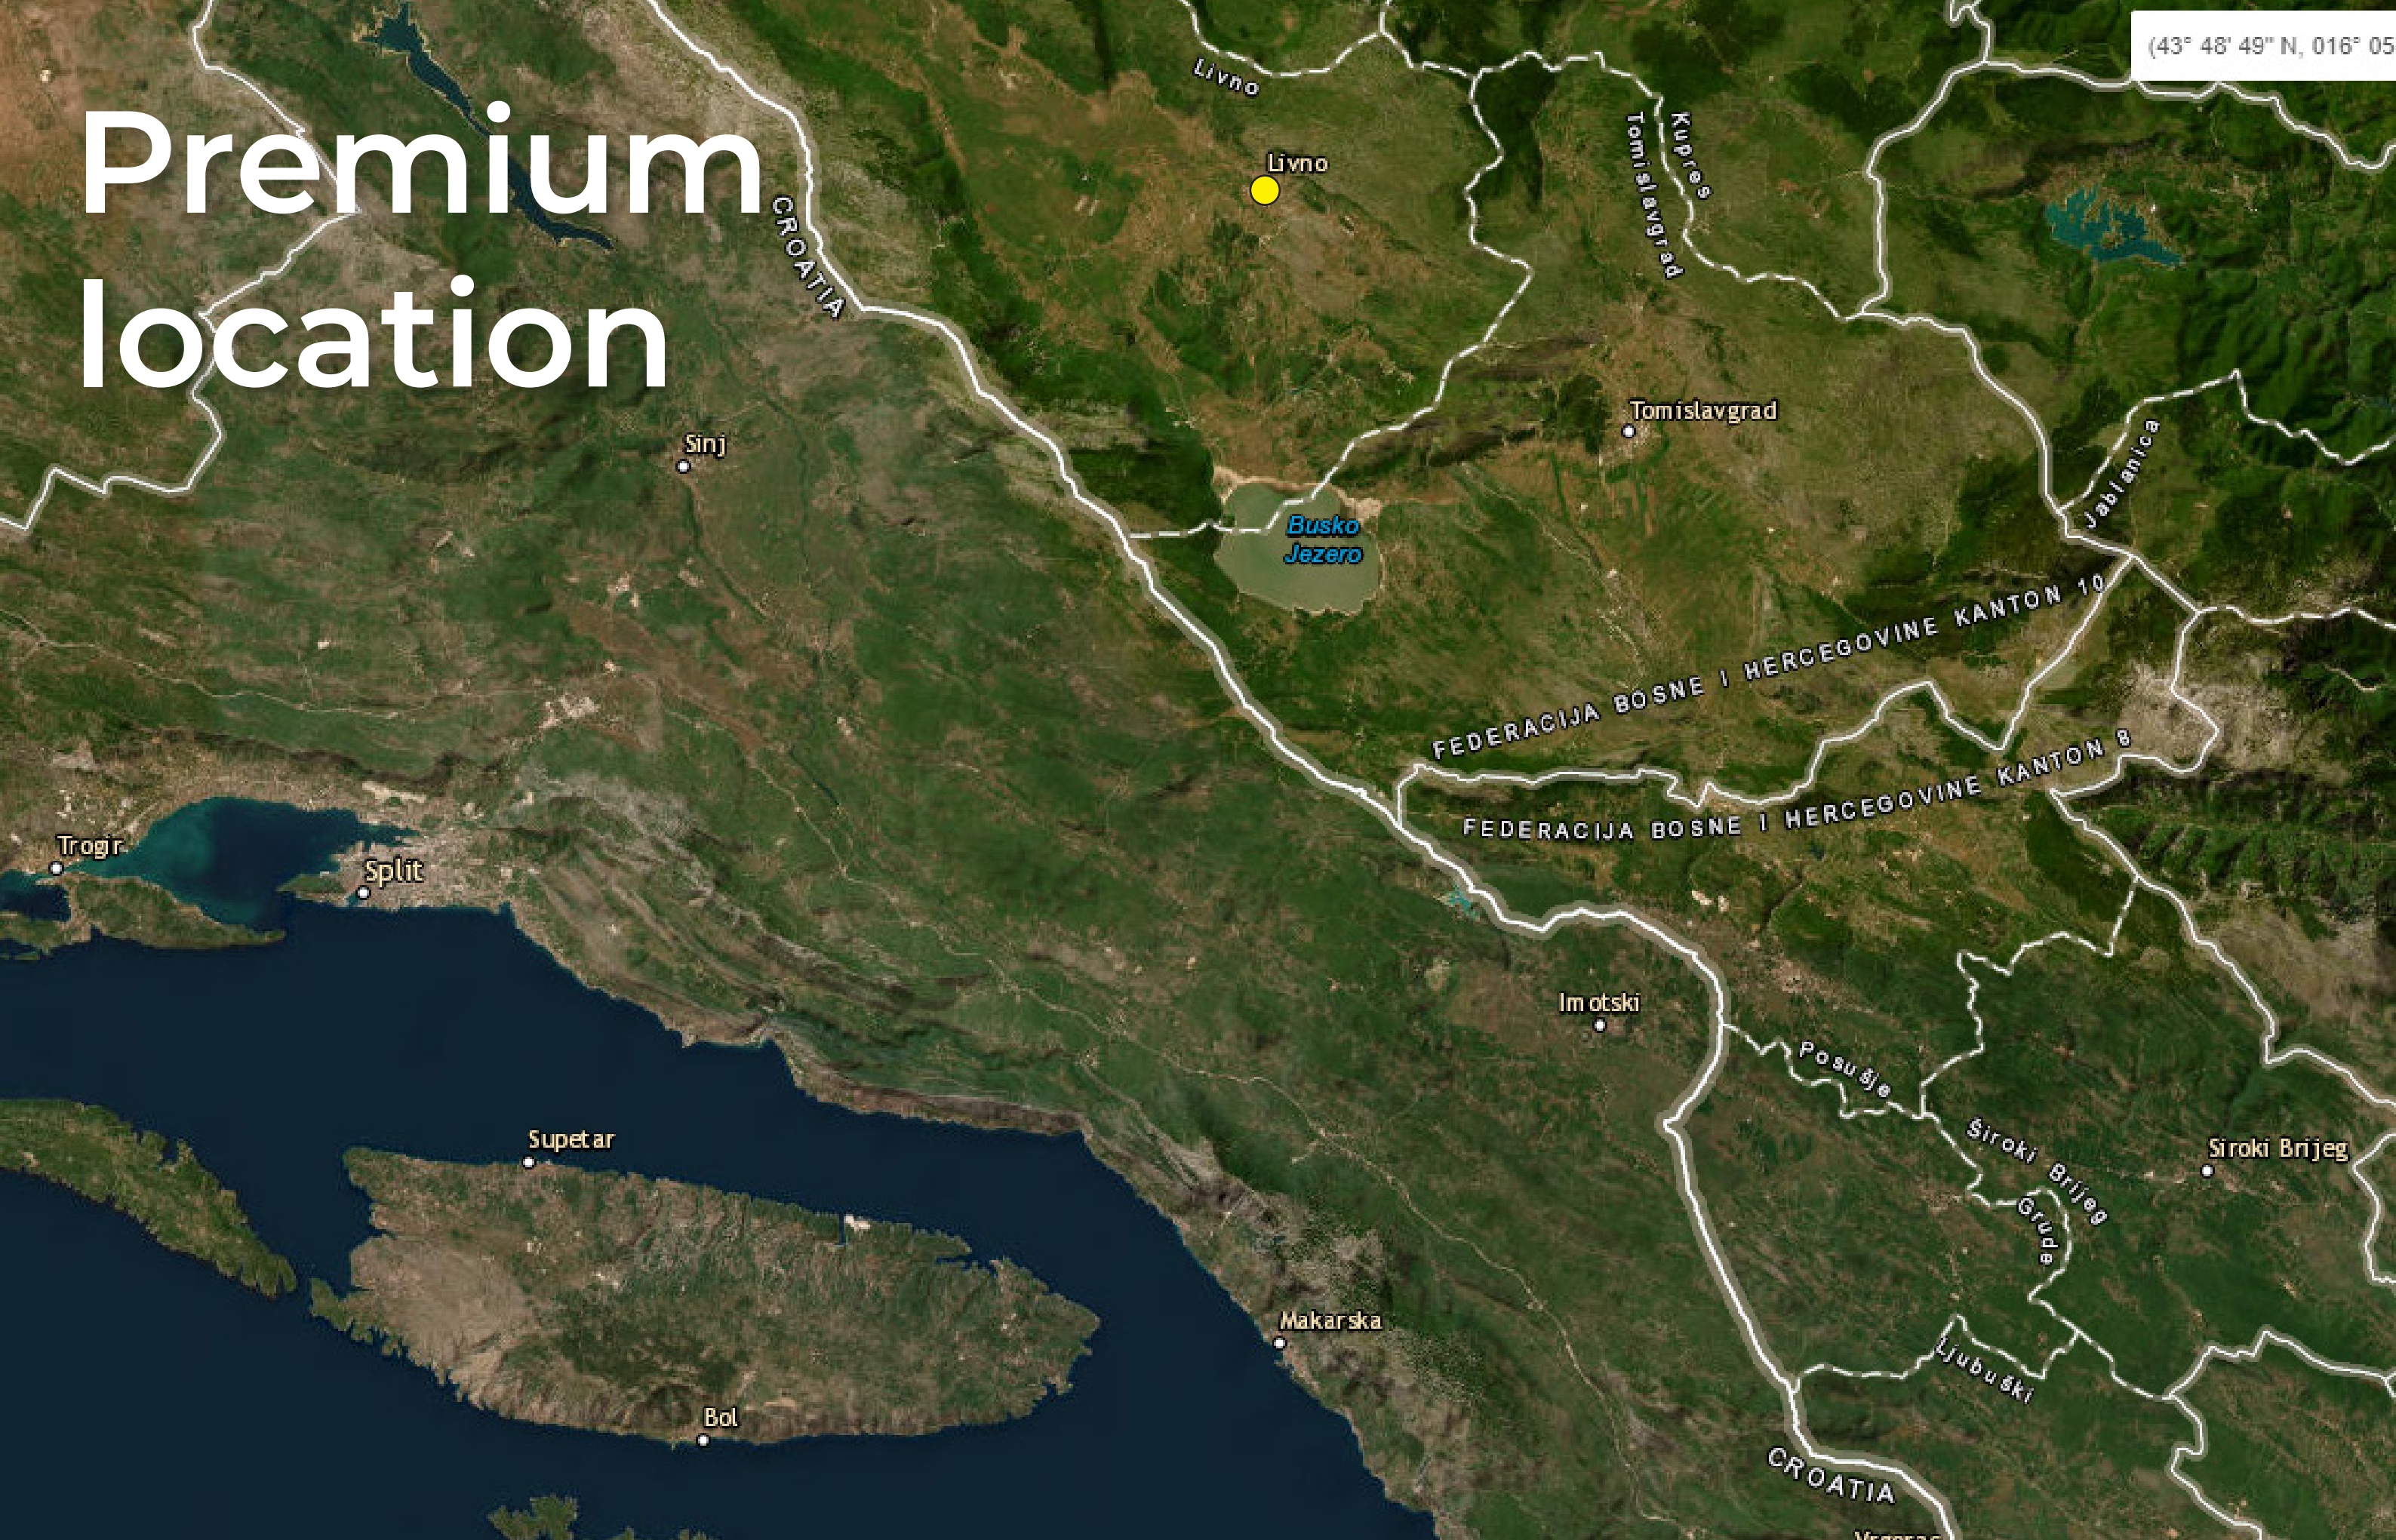 (43° 48' 49" N, 016° 05
Premium
location
Livno
Livno
Kupres
Tomislavgrad
CROATIA
Tomislavgrad
Sinj
Jablanica
Busko
Jezero
FEDERACIJA BOSNE I HERCEGOVINE KANTON 10
FEDERACIJA BOSNE I HERCEGOVINE KANTON 8
Trogir
Split
Imotski
Posušje
Supetar
Široki Brijeg
Siroki Brijeg
Grude
Makarska
Ljubuški
Bol
CROATIA